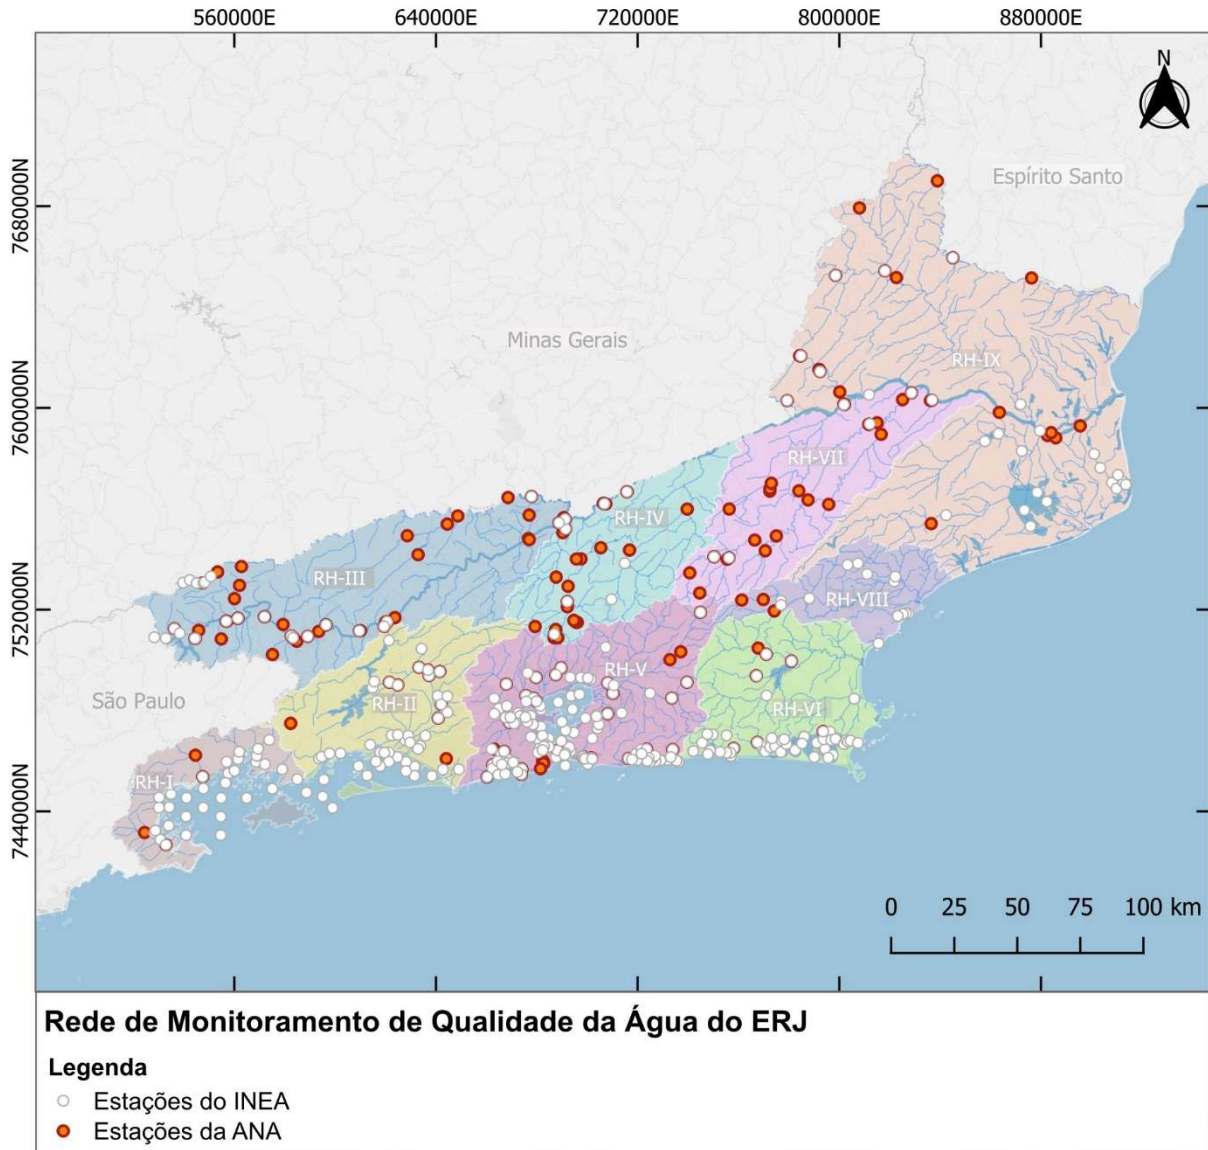 560000E 640000E 720000E 800000E 880000E
N
Espírito Santo
7680000N
Minas Gerais
RH-IX
7600000N
RH-VII
RH-IV
RH-III
RH-VIII
7520000N
RH-V
São Paulo
RH-II
RH-VI
RH-I
7440000N
0 25 50 75 100 km
Rede de Monitoramento de Qualidade da Água do ERJ
Legenda
Estações do INEA
Estações da ANA